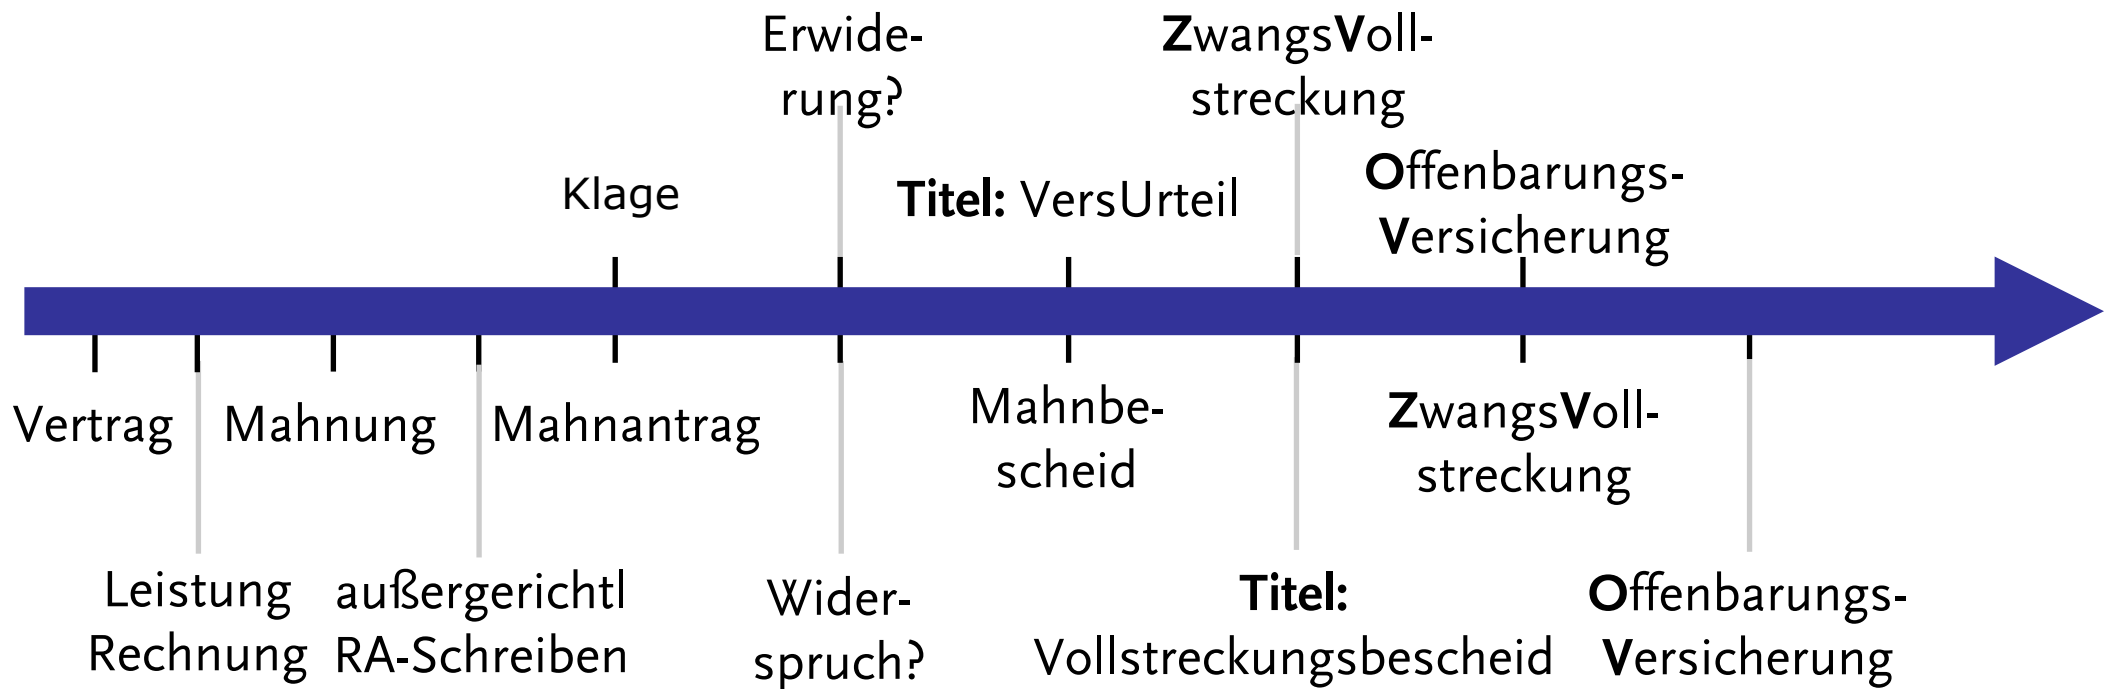 Erwide-
rung?
ZwangsVoll-
streckung
Klage
Titel: VersUrteil
Offenbarungs-
Versicherung
Vertrag
Mahnung
Mahnantrag
Mahnbe-
scheid
ZwangsVoll-
streckung
Leistung
Rechnung
außergerichtl
RA-Schreiben
Wider-
spruch?
Titel:
Vollstreckungsbescheid
Offenbarungs-
Versicherung